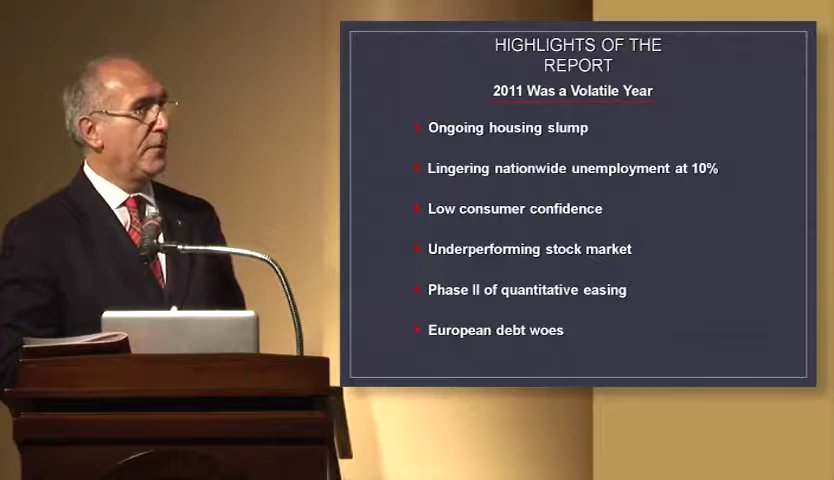 HIGHLIGHTS OF THE
REPORT
2011 Was a Volatile Year
Ongoing housing slump
Lingering nationwide unemployment at 10%
Low consumer confidence
Underperforming stock market
Phase II of quantitative easing
European debt woes